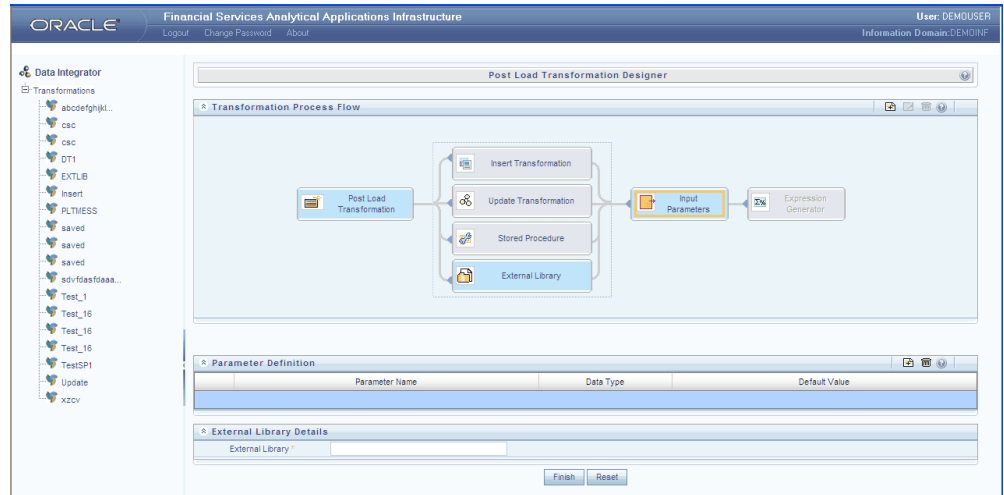 ORACLE
Financial Services Analytical Applications Infrastructure
User: DEMOUSER
Logout Change Password About
Information Domain:DEMOINF
Data Integrator
Transformations
abcdefghijkl...
csc
csc
DT1
EXTLIB
Insert
PLTMESS
saved
saved
saved
sdvfdasfdaaa...
Test_1
Test_16
Test_16
Test_16
TestSP1
Update
xzcv
Post Load Transformation Designer
Transformation Process Flow
Post Load
Transformation
Insert Transformation
Update Transformation
Stored Procedure
External Library
Input
Parameters
Expression
Generator
Parameter Definition
Parameter Name Data Type Default Value
External Library Details
External Library *
Finish Reset